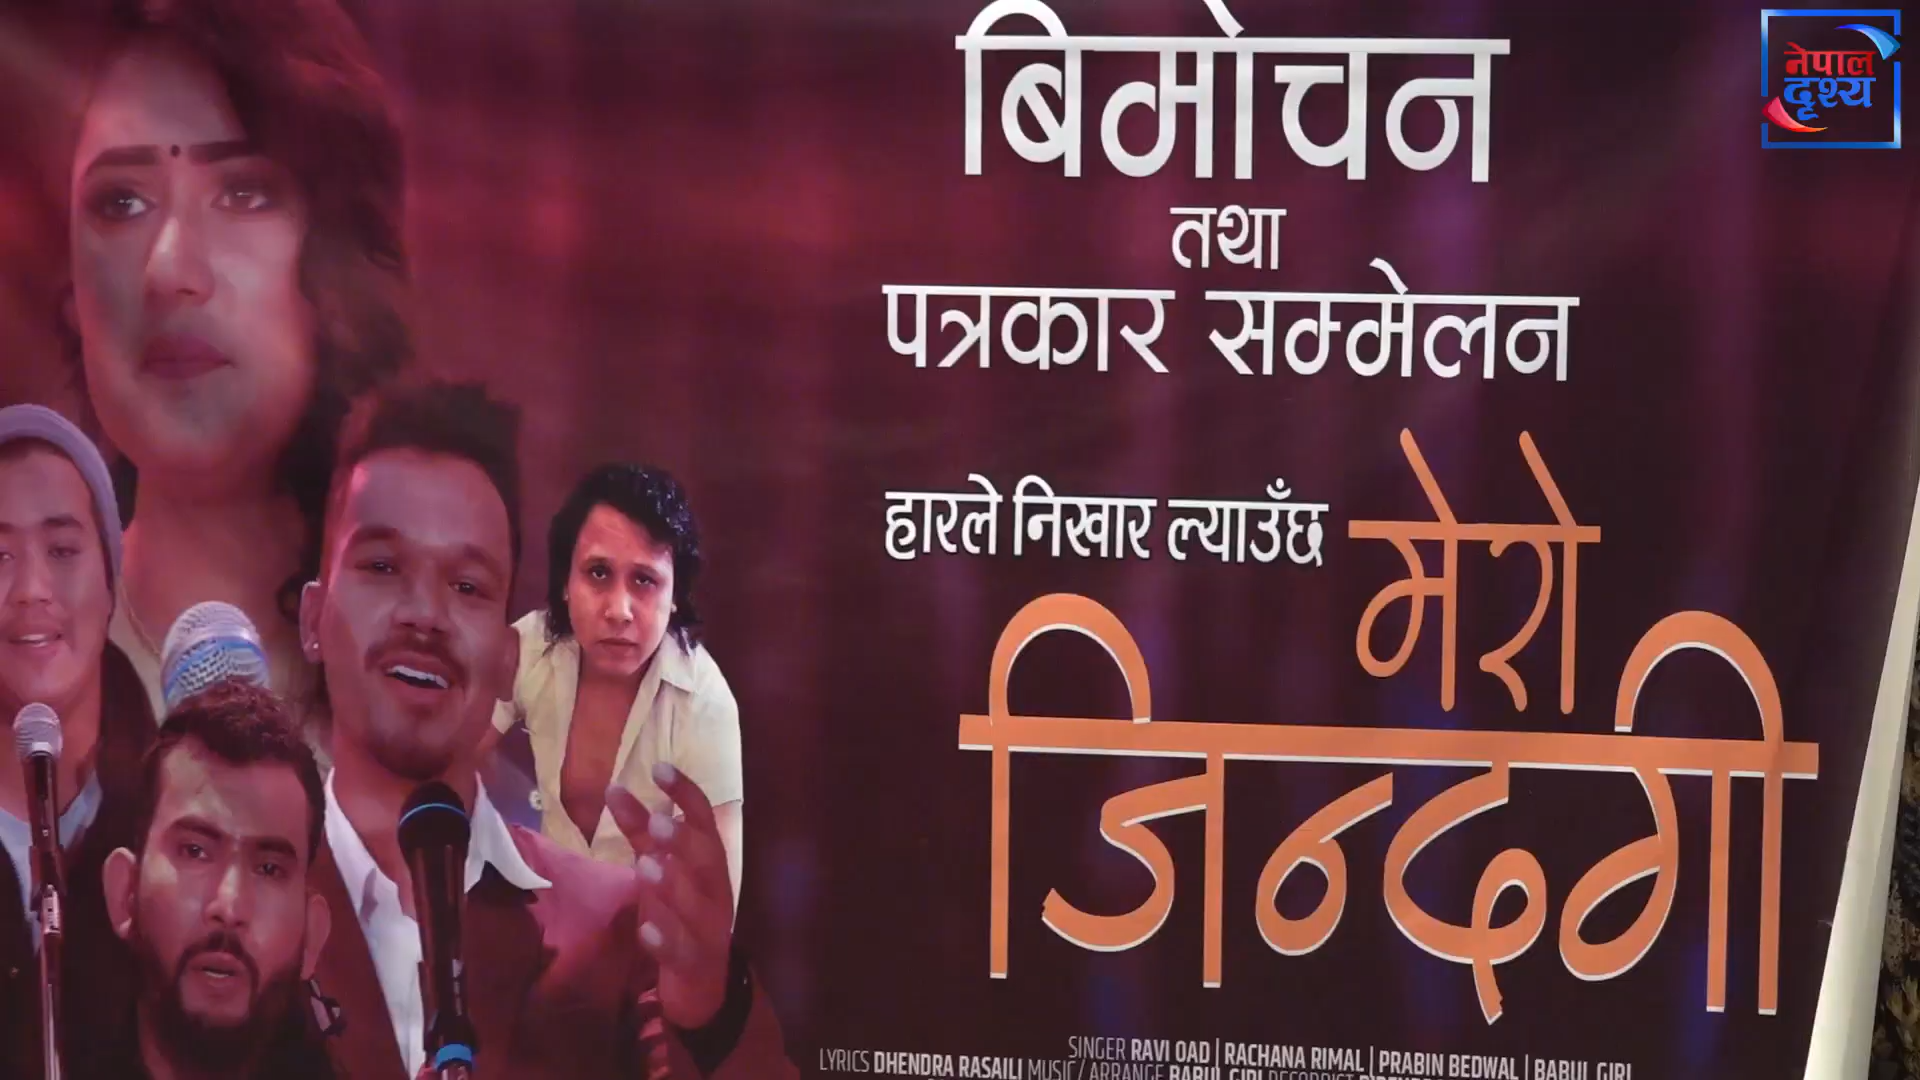 नेपाल
दृश्य
बिमोचन
तथा
पत्रकार सम्मेलन
हारले निखार ल्याउँछ मेरो
जिन्दगी
SINGER RAVI OAD | RACHANA RIMAL | PRABIN BEDWAL | BABUL GIRI
LYRICS DHENDRA RASAILI MUSIC / ARRANGE BABUL GIRI RECORDIST